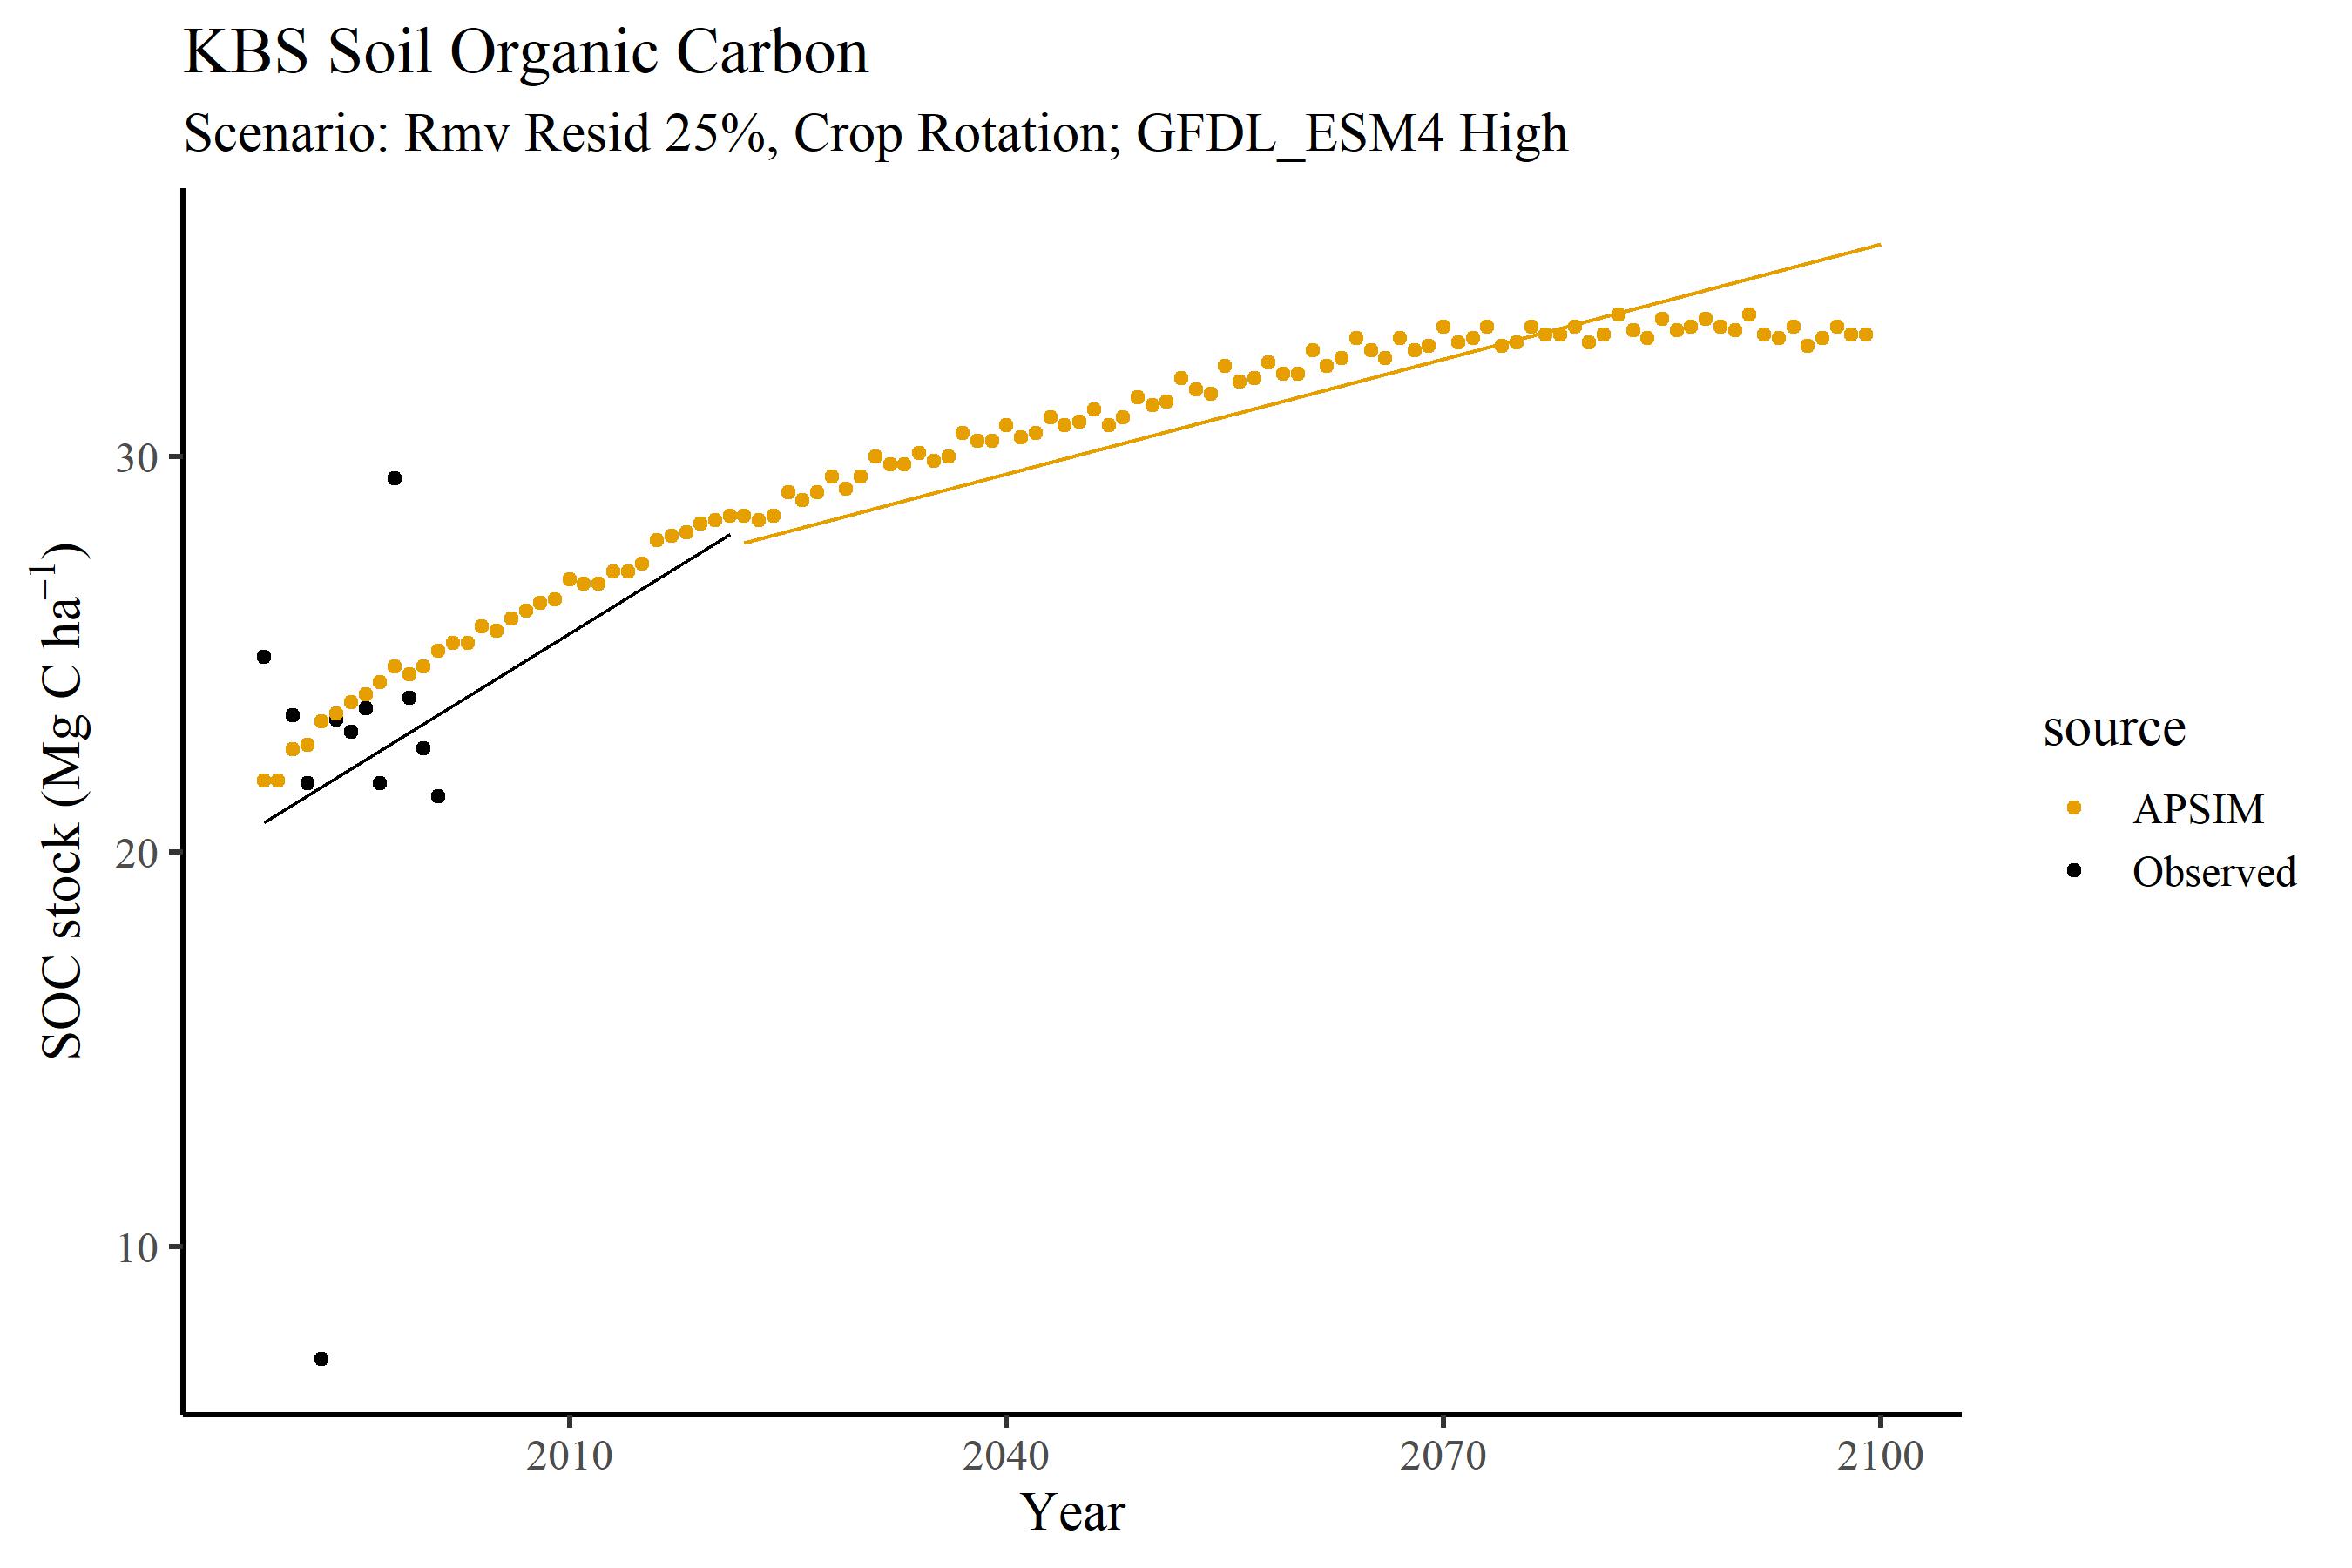 KBS Soil Organic Carbon
Scenario: Rmv Resid 25%, Crop Rotation; GFDL_ESM4 High
SOC stock (Mg C ha⁻¹)
30
20
10
2010 2040 2070 2100
Year
source
APSIM
Observed